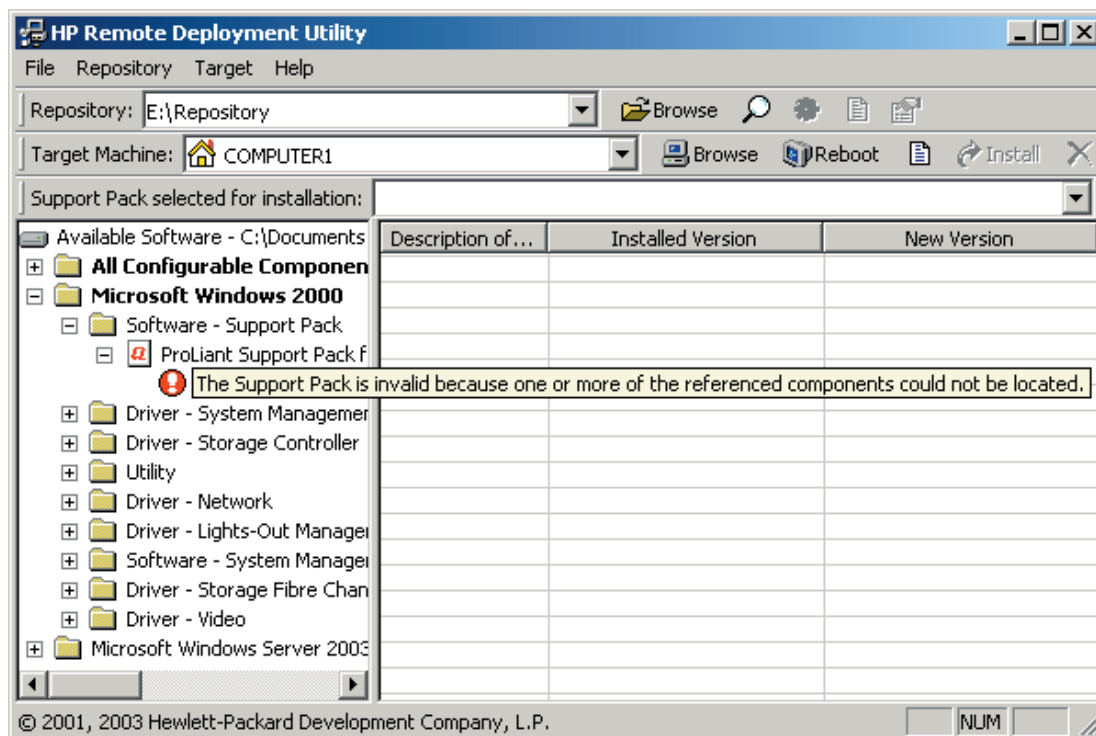 HP Remote Deployment Utility
File Repository Target Help
Repository: E:\Repository Browse
Target Machine: COMPUTER1 Browse Reboot Install
Support Pack selected for installation:
Available Software - C:\Documents
Description of... Installed Version New Version
All Configurable Componen
Microsoft Windows 2000
Software - Support Pack
ProLiant Support Pack f
The Support Pack is invalid because one or more of the referenced components could not be located.
Driver - System Managemer
Driver - Storage Controller
Utility
Driver - Network
Driver - Lights-Out Manager
Software - System Manager
Driver - Storage Fibre Chan
Driver - Video
Microsoft Windows Server 2003
© 2001, 2003 Hewlett-Packard Development Company, L.P. NUM